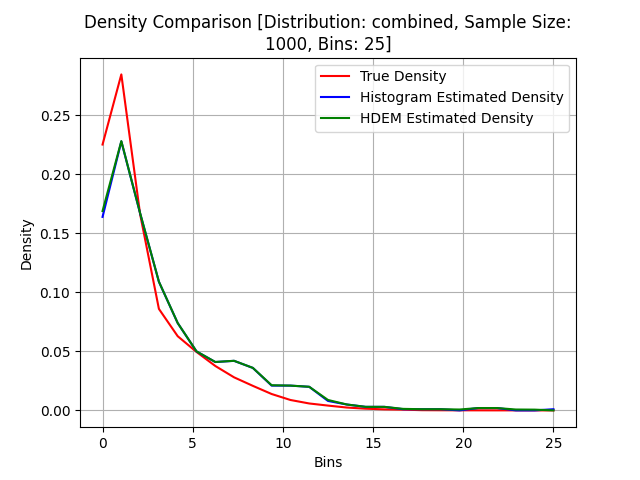 Density Comparison [Distribution: combined, Sample Size:
1000, Bins: 25]
True Density
Histogram Estimated Density
HDEM Estimated Density
Density
0.25
0.20
0.15
0.10
0.05
0.00
0 5 10 15 20 25
Bins